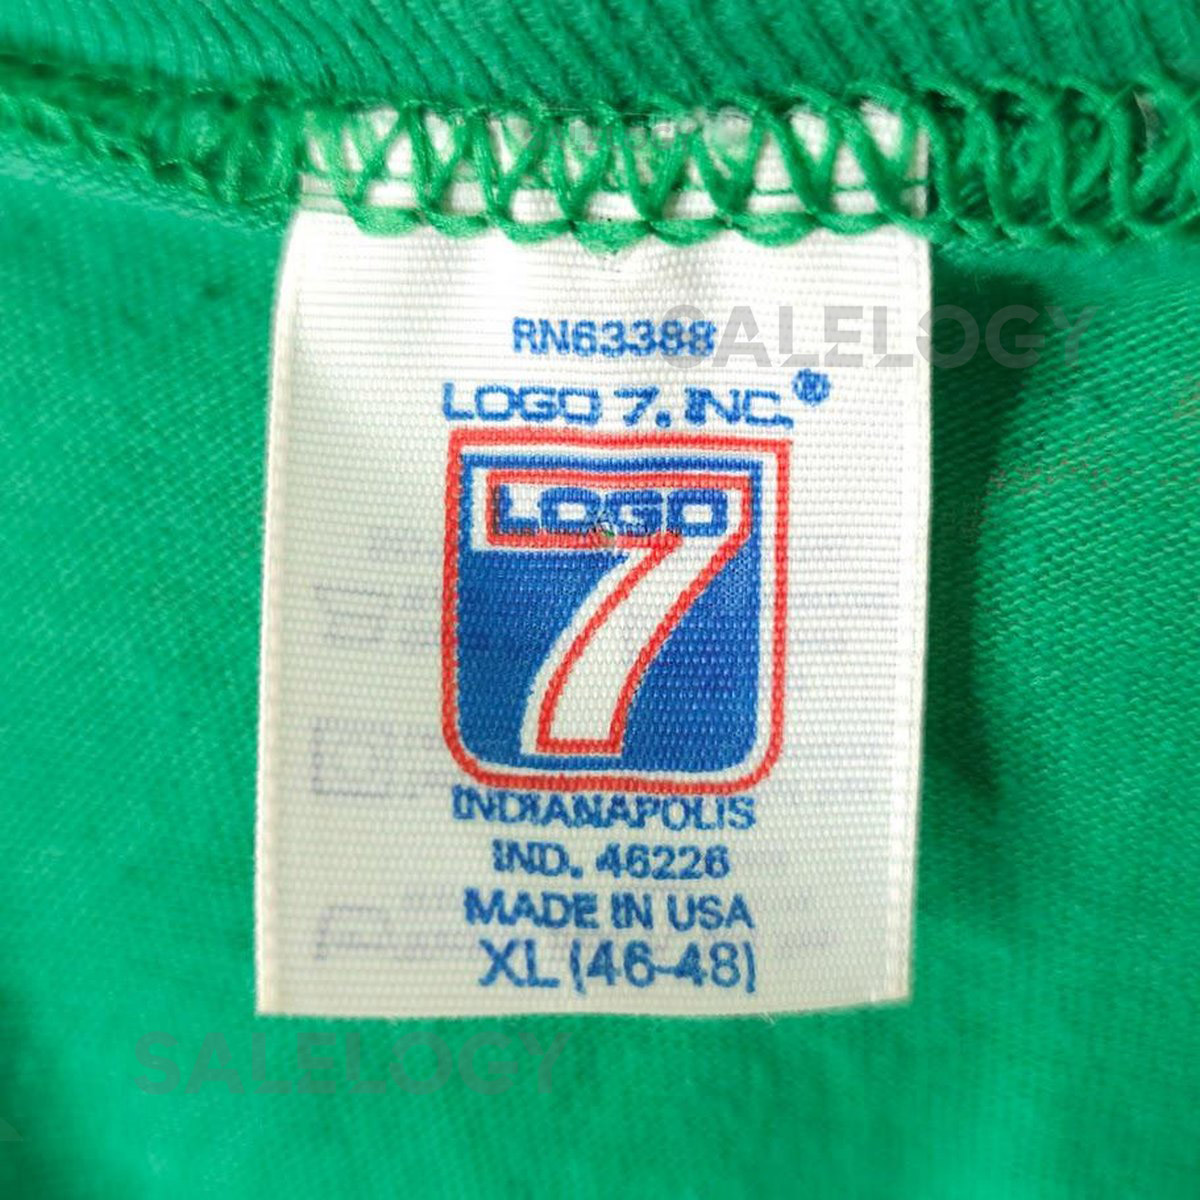 RN63388
SALELOGY
LOGO 7, INC.®
LOGO
7
INDIANAPOLIS
IND. 46226
MADE IN USA
XL (46-48)
SALELOGY